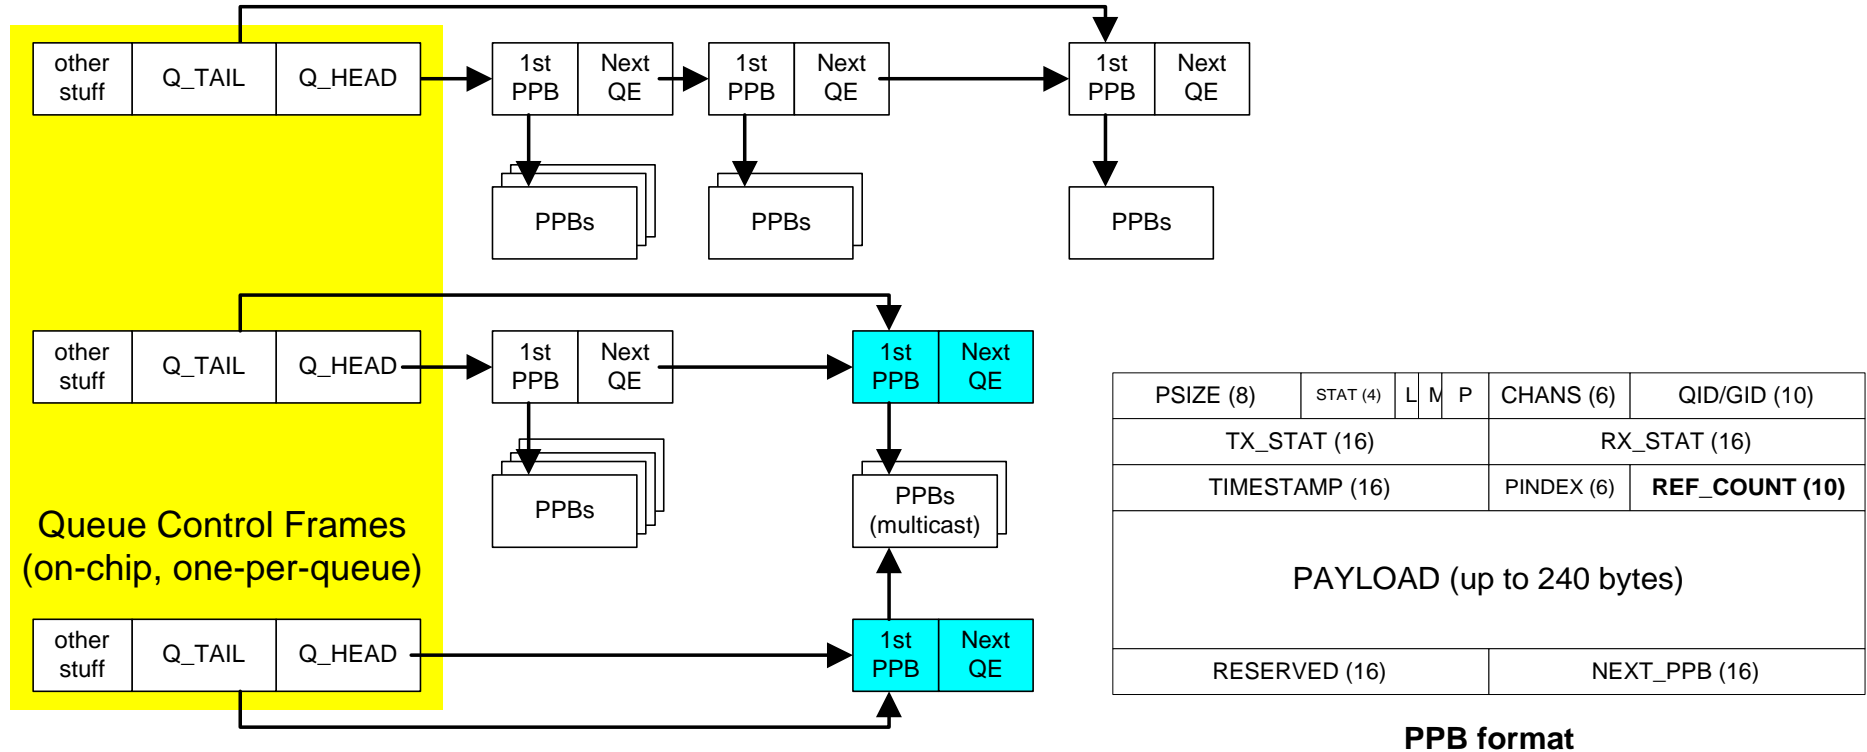 other
stuff
Q_TAIL
Q_HEAD
1st
PPB
Next
QE
1st
PPB
Next
QE
1st
PPB
Next
QE
PPBs
PPBs
PPBs
other
stuff
Q_TAIL
Q_HEAD
1st
PPB
Next
QE
1st
PPB
Next
QE
PPBs
PPBs
(multicast)
Queue Control Frames
(on-chip, one-per-queue)
other
stuff
Q_TAIL
Q_HEAD
1st
PPB
Next
QE
PSIZE (8) STAT (4) L M P CHANS (6) QID/GID (10)
TX_STAT (16) RX_STAT (16)
TIMESTAMP (16) PINDEX (6) REF_COUNT (10)
PAYLOAD (up to 240 bytes)
RESERVED (16) NEXT_PPB (16)
PPB format